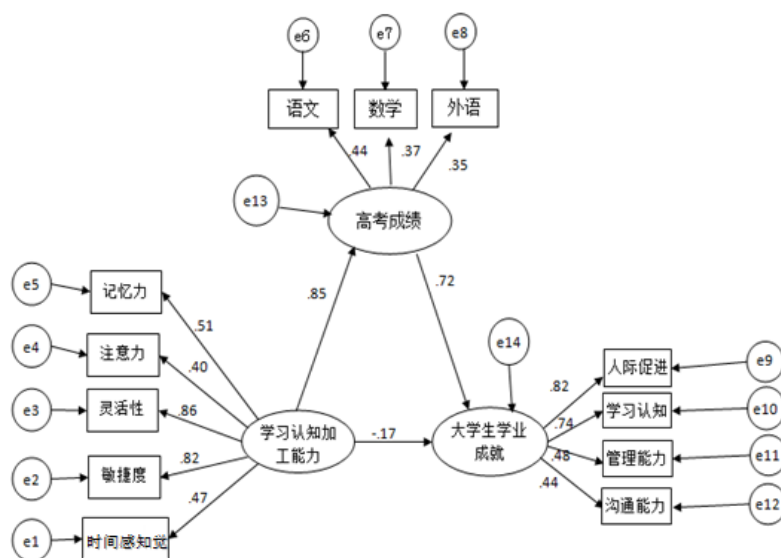 e6
e7
e8
语文
数学
外语
.44
.37
.35
e13
高考成绩
e5
记忆力
.85
.72
.51
e4
注意力
e14
.40
e9
人际促进
.82
e3
灵活性
.86
学习认知加
工能力
-.17
大学生学业
成就
.74
学习认知
e10
.48
管理能力
e11
e2
敏捷度
.82
.44
沟通能力
e12
.47
e1
时间感知觉